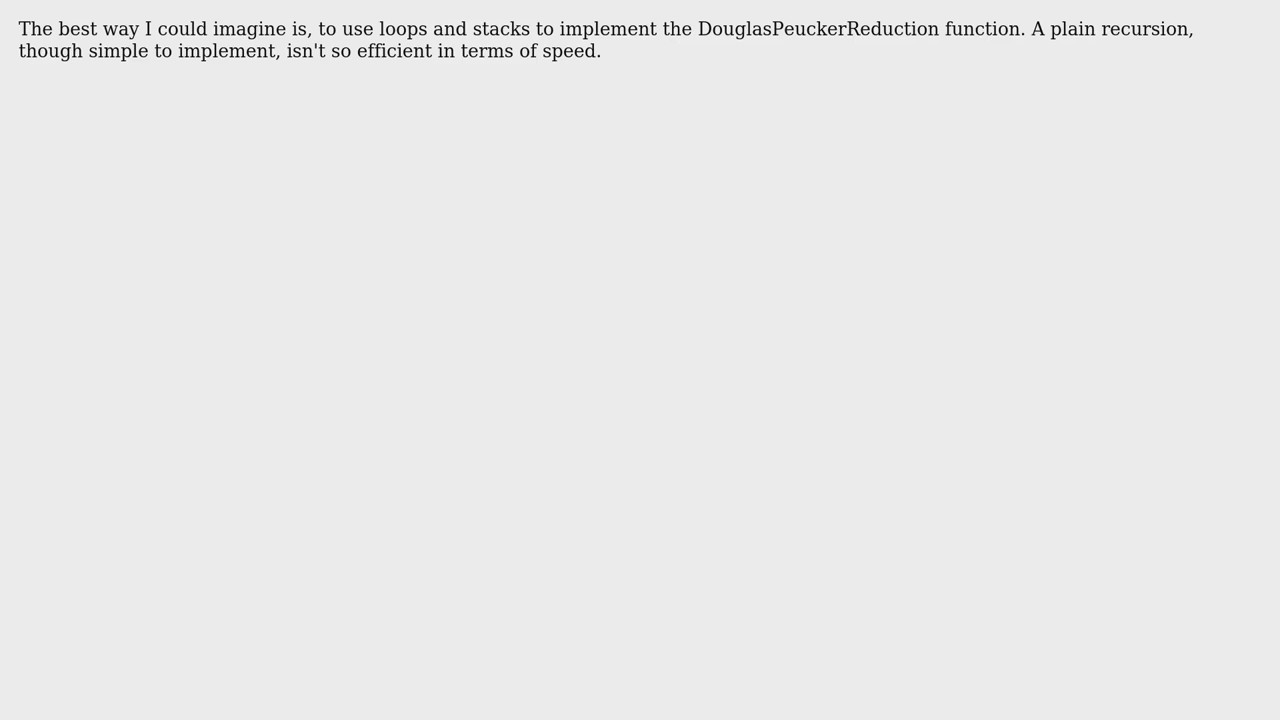 The best way I could imagine is, to use loops and stacks to implement the DouglasPeuckerReduction function. A plain recursion,
though simple to implement, isn't so efficient in terms of speed.